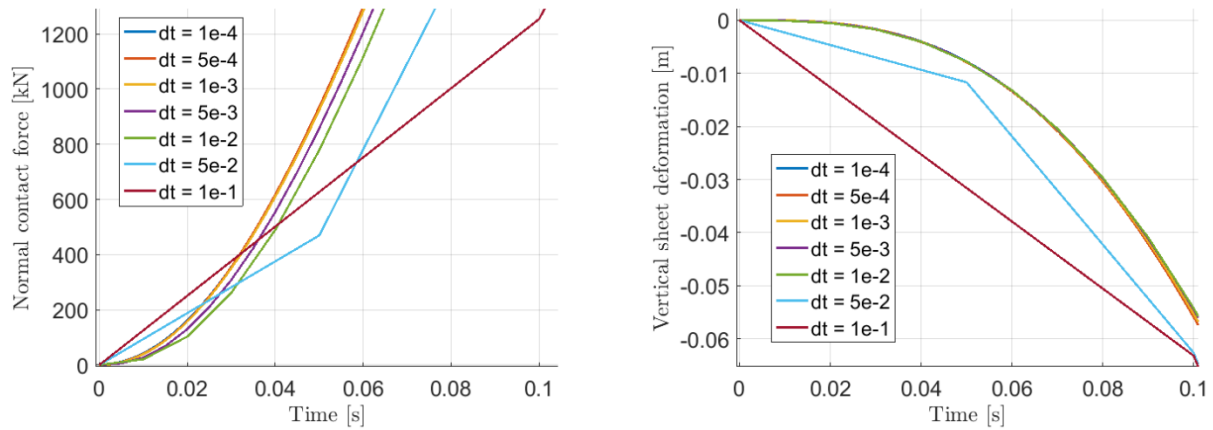 Normal contact force [kN]
1200
1000
800
600
400
200
0
dt = 1e-4
dt = 5e-4
dt = 1e-3
dt = 5e-3
dt = 1e-2
dt = 5e-2
dt = 1e-1
0 0.02 0.04 0.06 0.08 0.1
Time [s]
Vertical sheet deformation [m]
0
-0.01
-0.02
-0.03
-0.04
-0.05
-0.06
dt = 1e-4
dt = 5e-4
dt = 1e-3
dt = 5e-3
dt = 1e-2
dt = 5e-2
dt = 1e-1
0 0.02 0.04 0.06 0.08 0.1
Time [s]